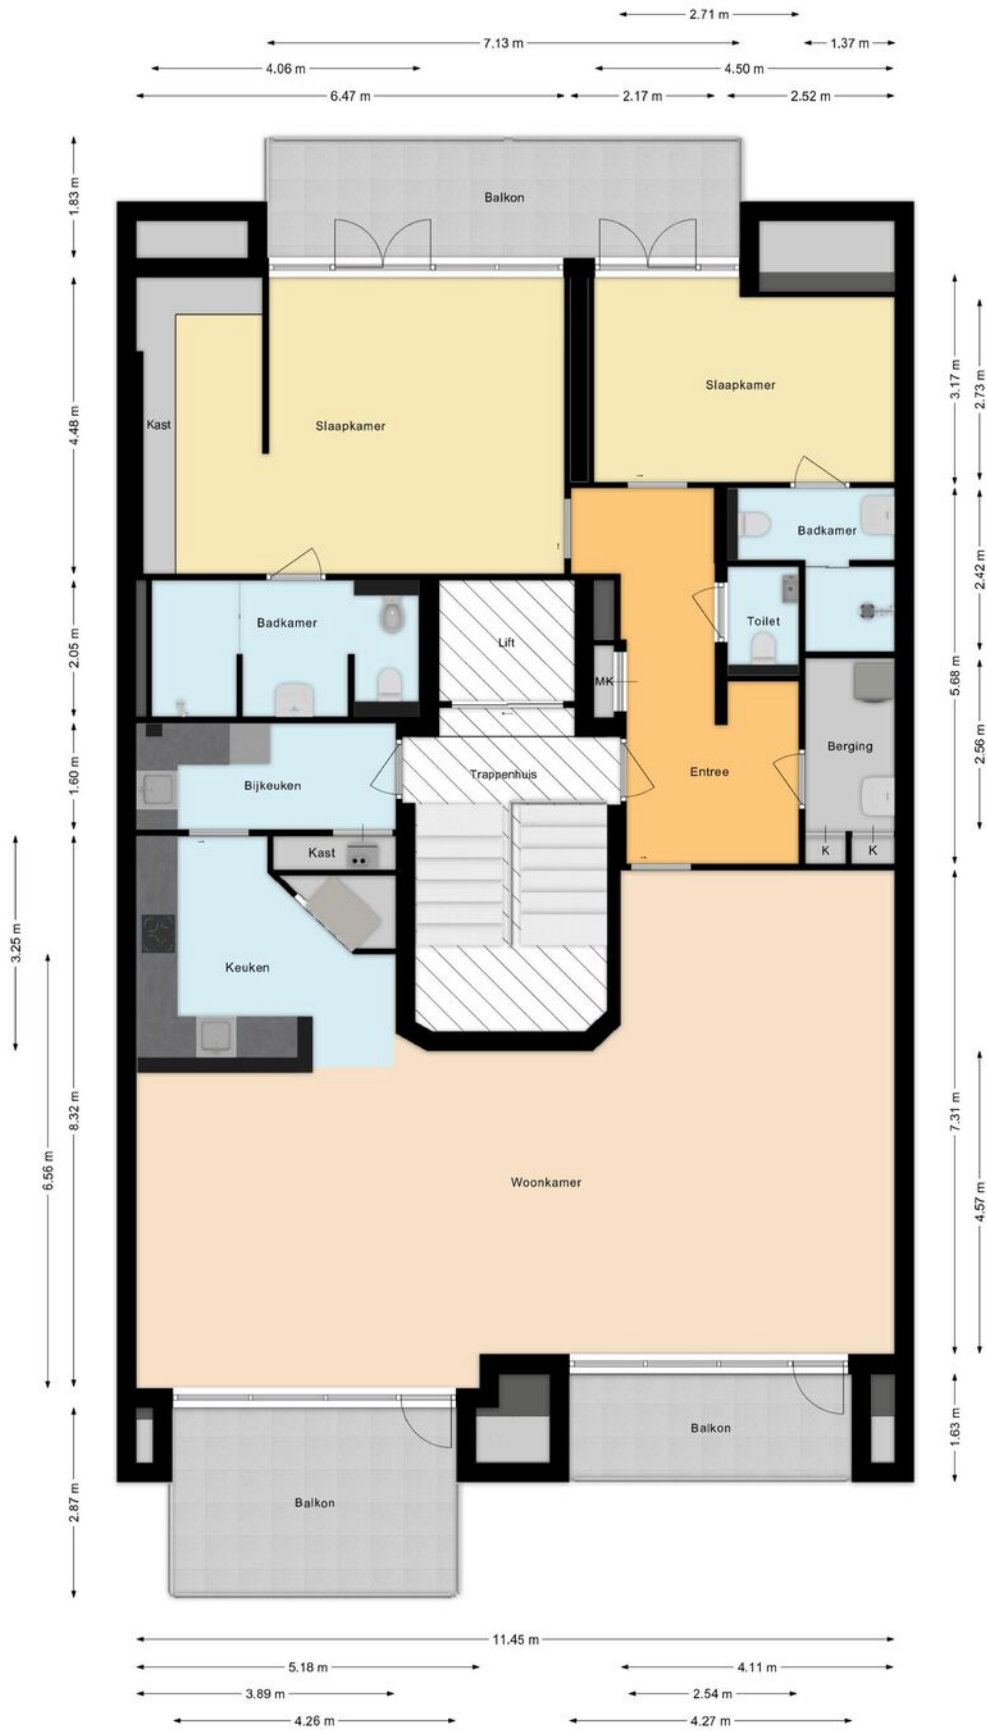 2.71 m
7.13 m
1.37 m
4.06 m
4.50 m
6.47 m
2.17 m
2.52 m
1.83 m
Balkon
4.48 m
Kast
Slaapkamer
Slaapkamer
3.17 m
2.73 m
Badkamer
2.42 m
2.05 m
Badkamer
Lift
Toilet
MK
5.68 m
1.60 m
Bijkeuken
Trappenhuis
Entree
Berging
2.56 m
Kast
K
K
3.25 m
Keuken
8.32 m
6.56 m
Woonkamer
7.31 m
4.57 m
Balkon
1.63 m
Balkon
2.87 m
11.45 m
5.18 m
4.11 m
3.89 m
2.54 m
4.26 m
4.27 m